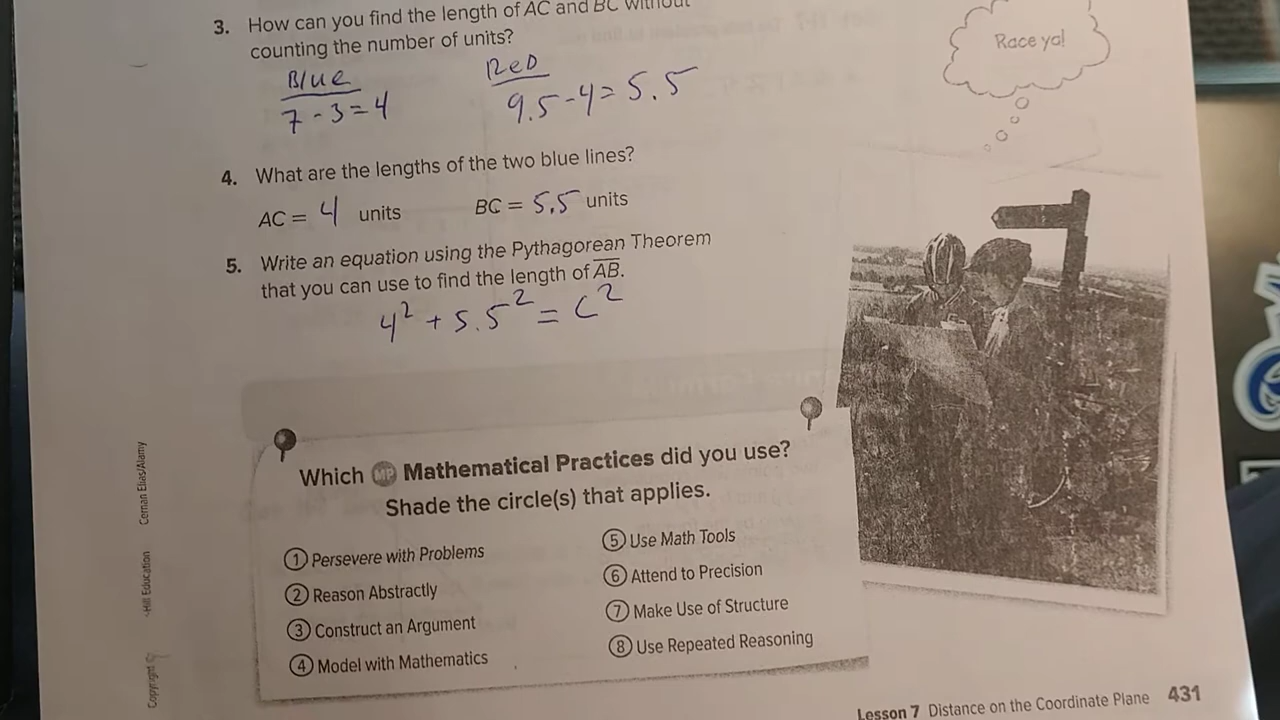 3. How can you find the length of AC and BC without
counting the number of units?
Blue
7 - 3 = 4
Red
9.5 - 4 = 5.5
Race ya!
4. What are the lengths of the two blue lines?
AC = 4 units BC = 5.5 units
5. Write an equation using the Pythagorean Theorem
that you can use to find the length of AB.
4² + 5.5² = c²
Which MP Mathematical Practices did you use?
Shade the circle(s) that applies.
① Persevere with Problems
② Reason Abstractly
③ Construct an Argument
④ Model with Mathematics
⑤ Use Math Tools
⑥ Attend to Precision
⑦ Make Use of Structure
⑧ Use Repeated Reasoning
Copyright © -Hill Education Cernan Elias/Alamy
Lesson 7 Distance on the Coordinate Plane 431